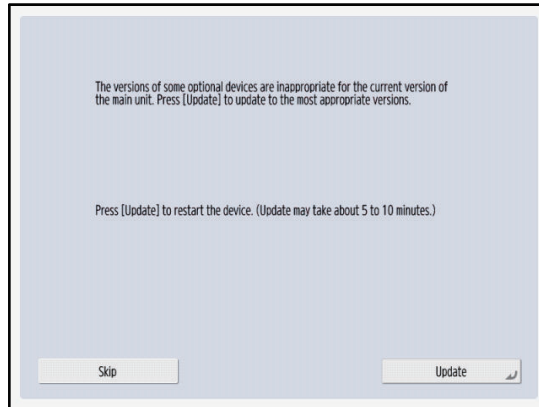 The versions of some optional devices are inappropriate for the current version of
the main unit. Press [Update] to update to the most appropriate versions.
Press [Update] to restart the device. (Update may take about 5 to 10 minutes.)
Skip
Update